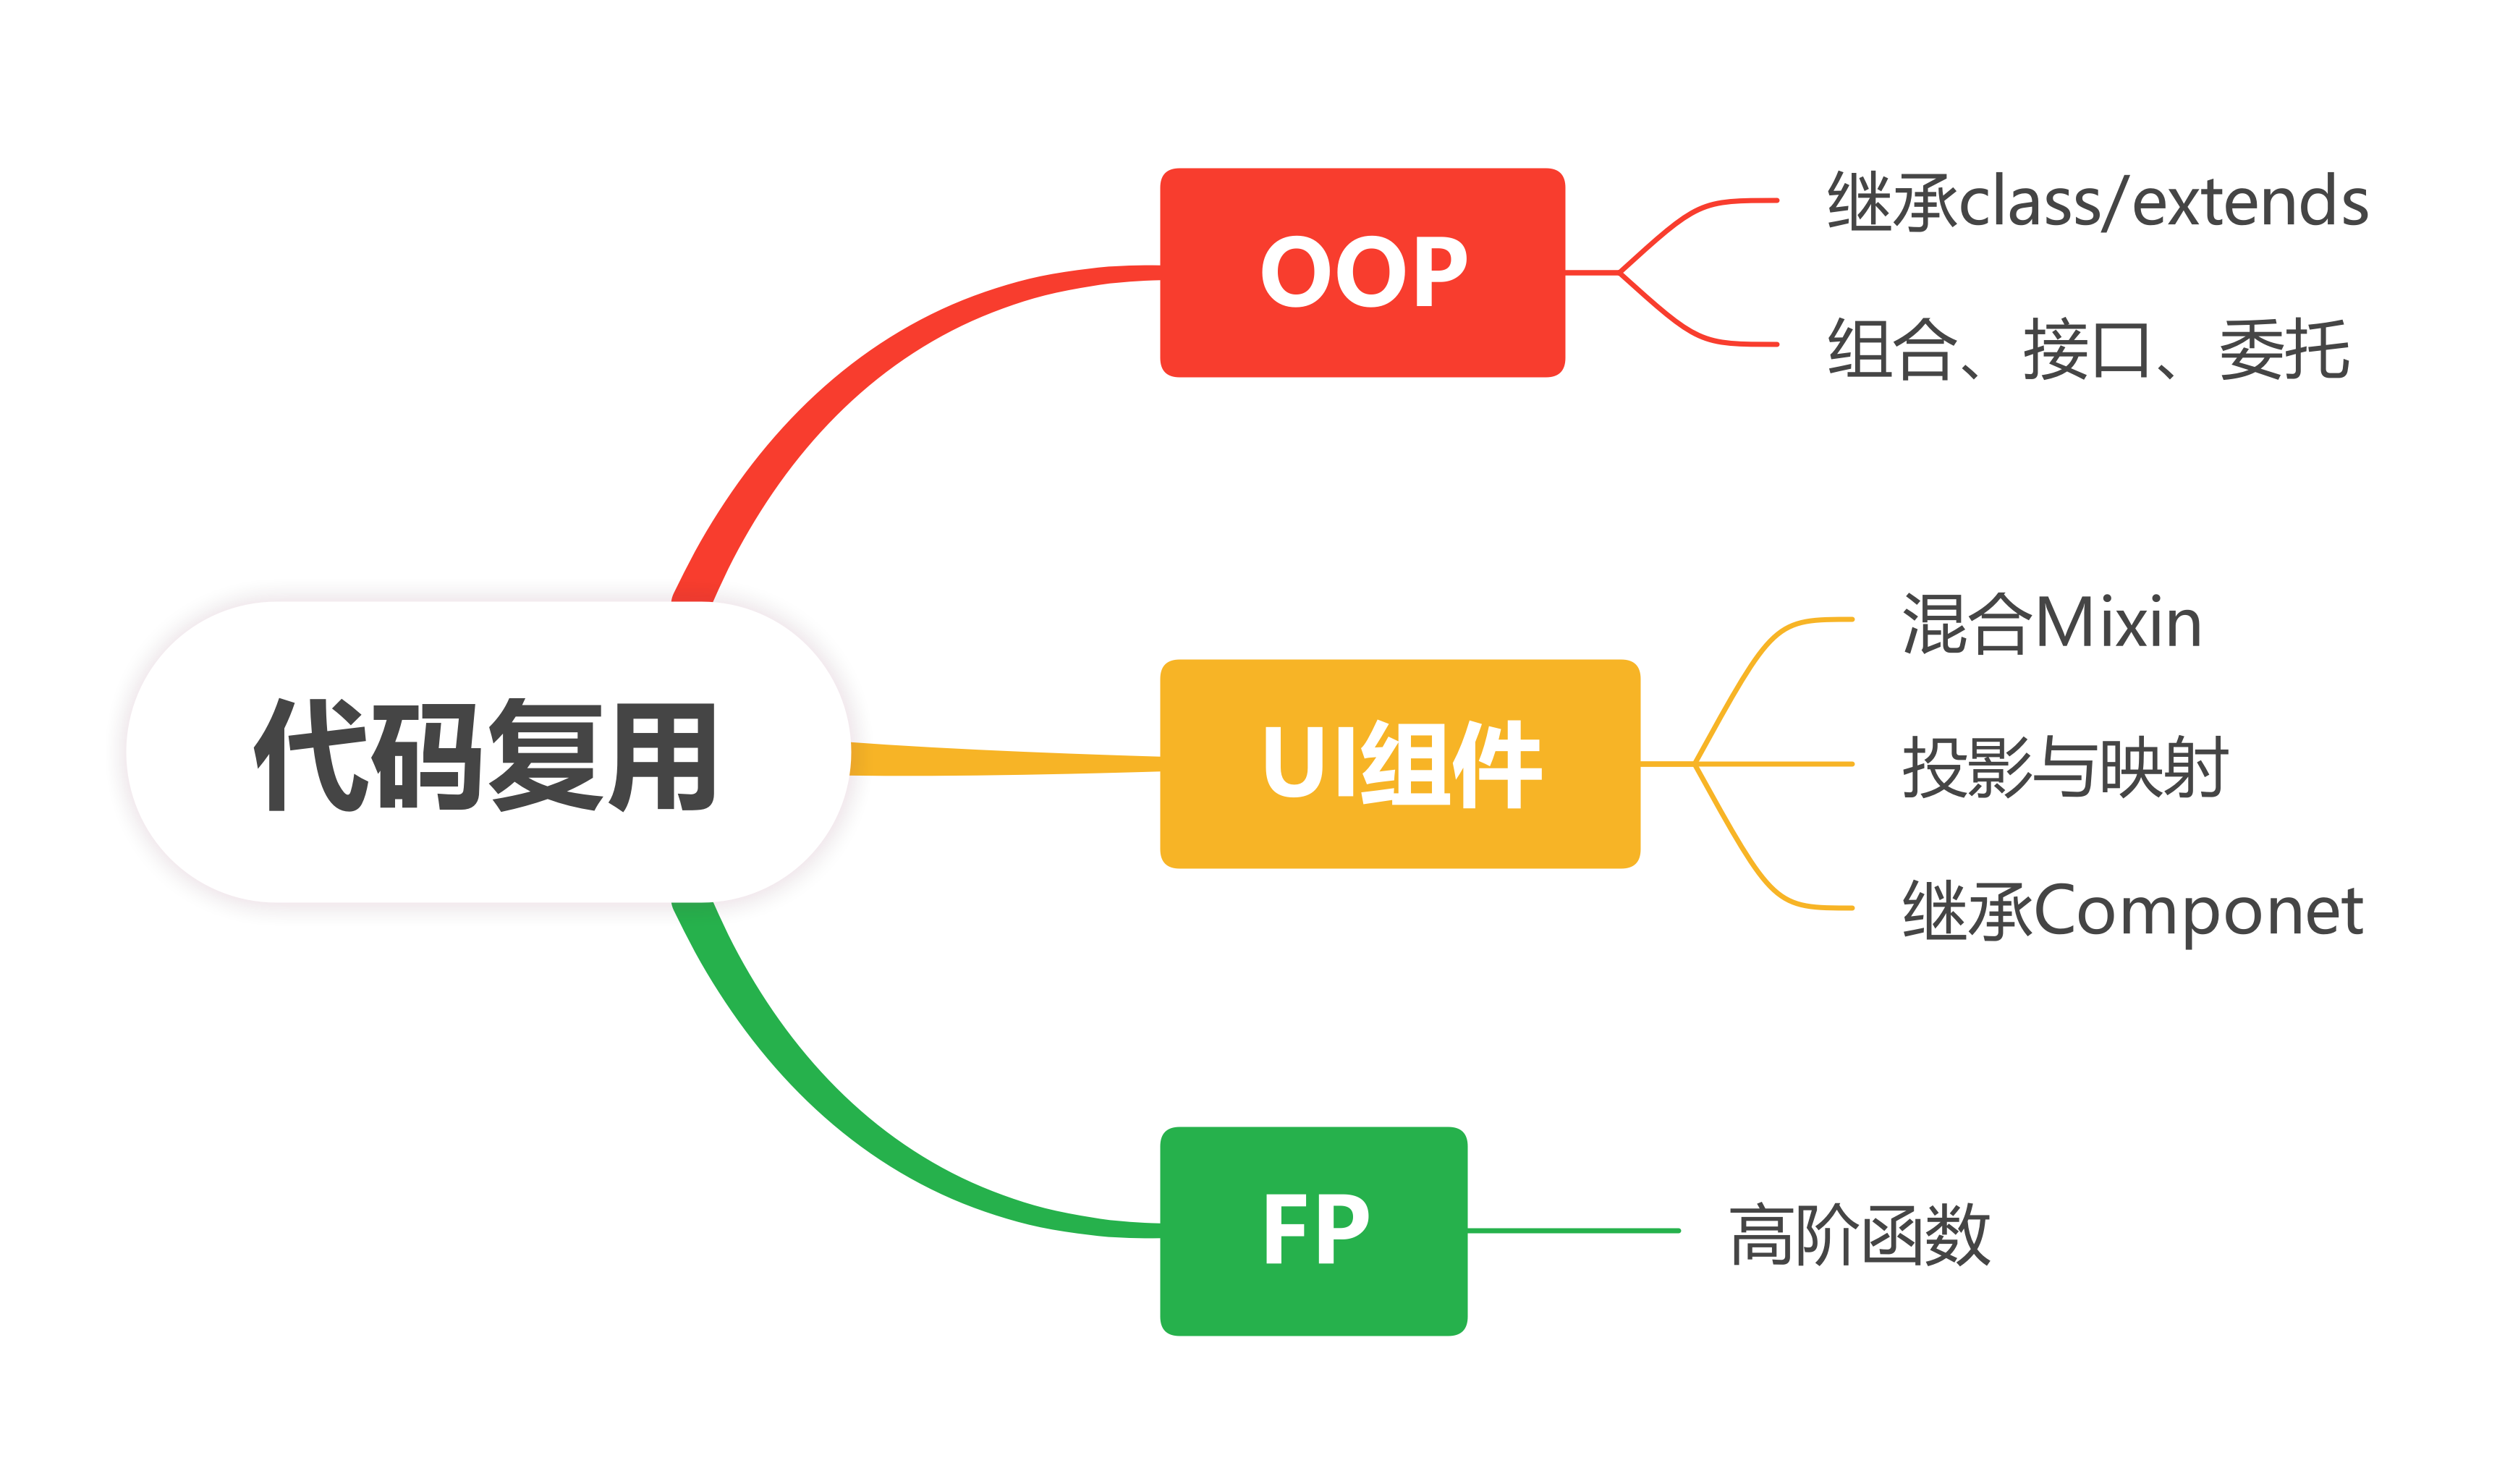 代码复用
OOP
继承class/extends
组合、接口、委托
UI组件
混合Mixin
投影与映射
继承Componet
FP
高阶函数